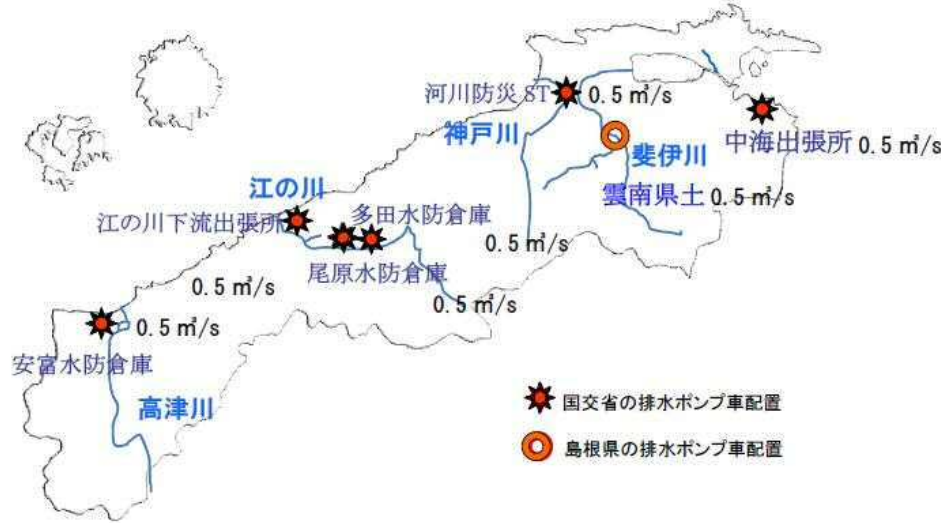 河川防災ST
0.5㎥/s
神戸川
斐伊川
中海出張所 0.5㎥/s
江の川
雲南県土 0.5㎥/s
江の川下流出張所
多田水防倉庫
0.5㎥/s
尾原水防倉庫
0.5㎥/s
0.5㎥/s
0.5㎥/s
安富水防倉庫
高津川
国交省の排水ポンプ車配置
島根県の排水ポンプ車配置